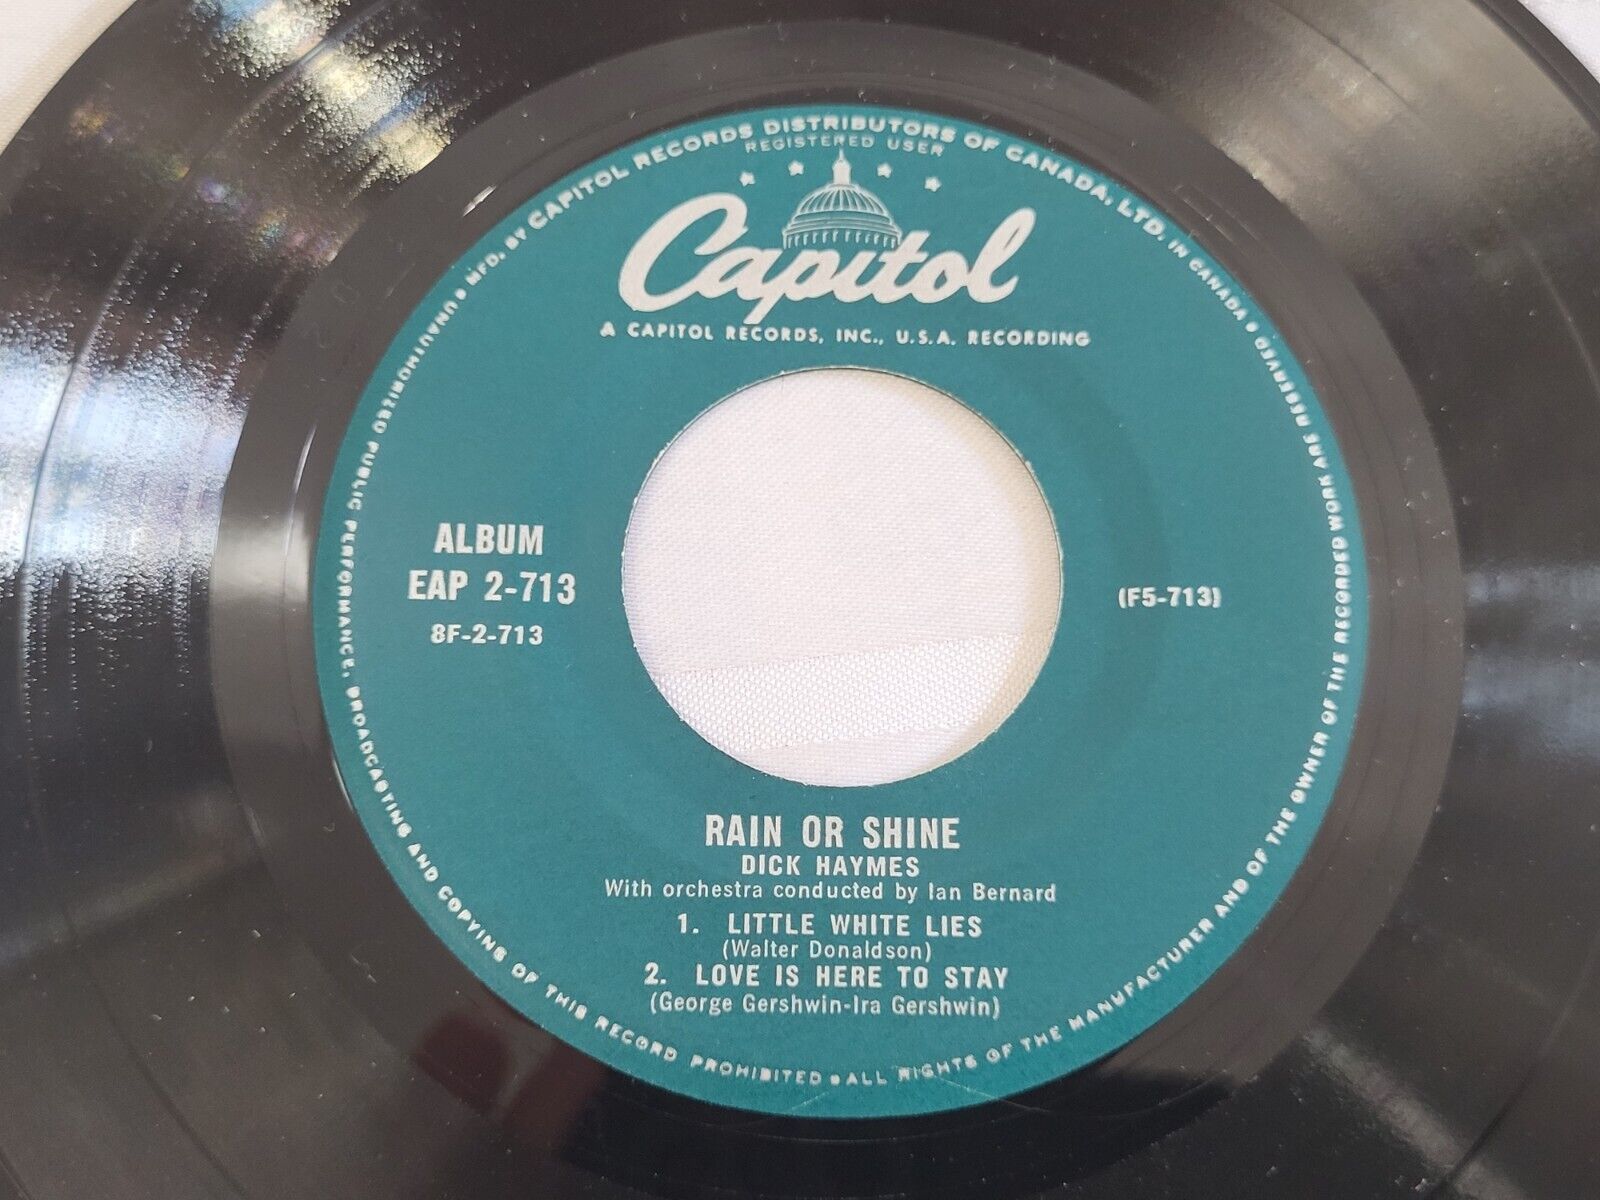 MFD. BY CAPITOL RECORDS DISTRIBUTORS OF CANADA, LTD. IN CANADA • ALL RIGHTS OF THE MANUFACTURER AND OF THE OWNER OF THE RECORDED WORK ARE RESERVED • UNAUTHORIZED PUBLIC PERFORMANCE, BROADCASTING AND COPYING OF THIS RECORD PROHIBITED •
REGISTERED USER
Capitol
A CAPITOL RECORDS, INC., U.S.A. RECORDING
ALBUM
EAP 2-713
8F-2-713
(F5-713)
RAIN OR SHINE
DICK HAYMES
With orchestra conducted by Ian Bernard
1. LITTLE WHITE LIES
(Walter Donaldson)
2. LOVE IS HERE TO STAY
(George Gershwin-Ira Gershwin)